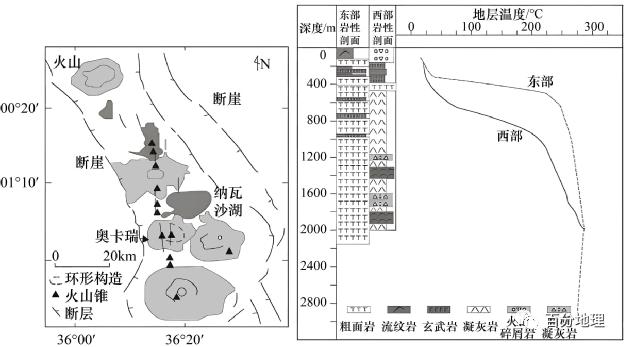 火山
N
断崖
00°20′
断崖
01°10′
纳瓦
沙湖
奥卡瑞
0 20km
环形构造
火山锥
断层
36°00′ 36°20′
深度/m
东部
岩性
剖面
西部
岩性
剖面
地层温度/°C
0 100 200 300
0
400
800
1200
1600
2000
2400
2800
东部
西部
粗面岩 流纹岩 玄武岩 凝灰岩 火山
碎屑岩 凝灰岩
百分地理